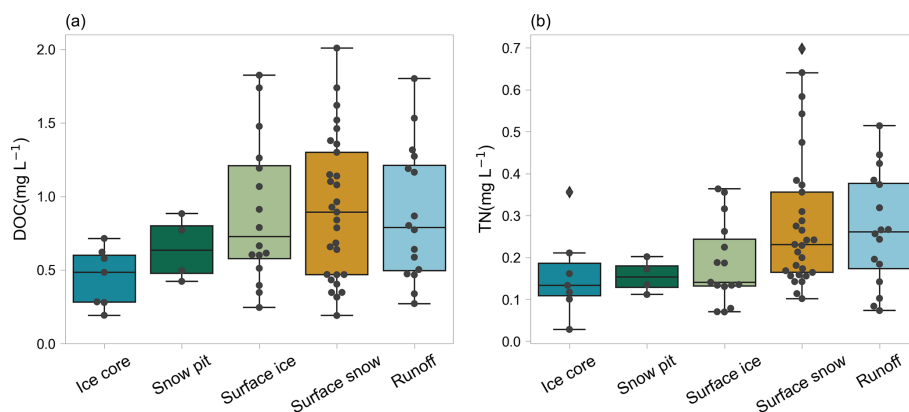 (a)
DOC(mg L⁻¹)
2.0
1.5
1.0
0.5
0.0
Ice core
Snow pit
Surface ice
Surface snow
Runoff
(b)
TN(mg L⁻¹)
0.7
0.6
0.5
0.4
0.3
0.2
0.1
0.0
Ice core
Snow pit
Surface ice
Surface snow
Runoff